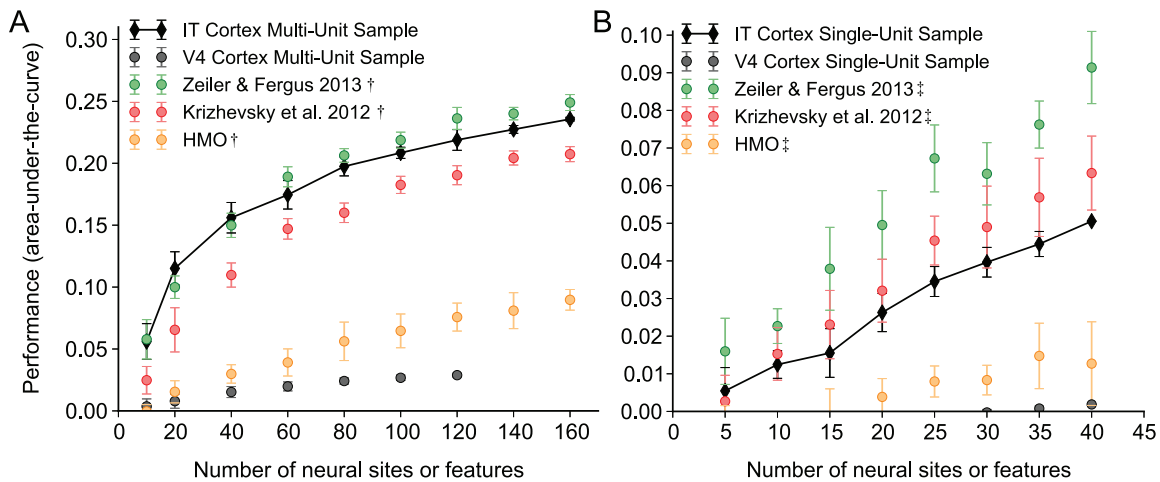 A
Performance (area-under-the-curve)
0.30
0.25
0.20
0.15
0.10
0.05
0.00
IT Cortex Multi-Unit Sample
V4 Cortex Multi-Unit Sample
Zeiler & Fergus 2013 †
Krizhevsky et al. 2012 †
HMO †
0 20 40 60 80 100 120 140 160
Number of neural sites or features
B
0.10
0.09
0.08
0.07
0.06
0.05
0.04
0.03
0.02
0.01
0.00
IT Cortex Single-Unit Sample
V4 Cortex Single-Unit Sample
Zeiler & Fergus 2013 ‡
Krizhevsky et al. 2012 ‡
HMO ‡
0 5 10 15 20 25 30 35 40 45
Number of neural sites or features